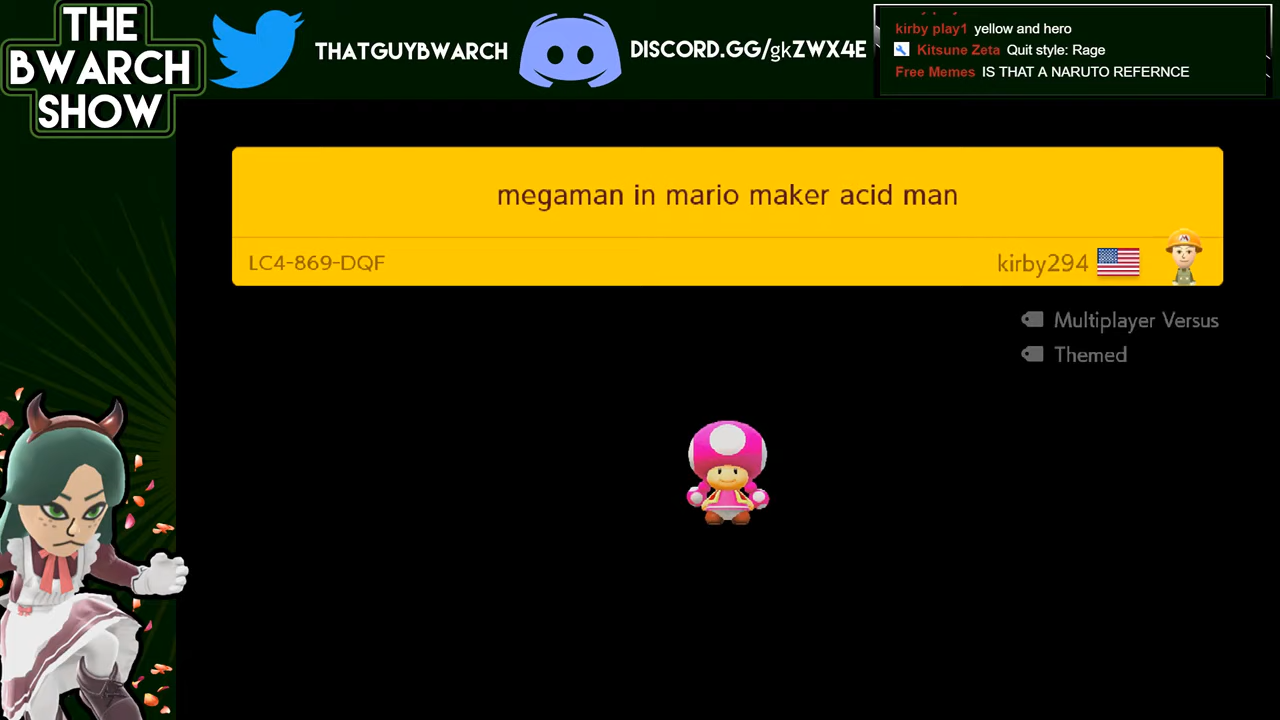 THE
BWARCH
SHOW
THATGUYBWARCH
DISCORD.GG/gkZWX4E
kirby play1 yellow and hero
Kitsune Zeta Quit style: Rage
Free Memes IS THAT A NARUTO REFERNCE
megaman in mario maker acid man
LC4-869-DQF
kirby294
Multiplayer Versus
Themed